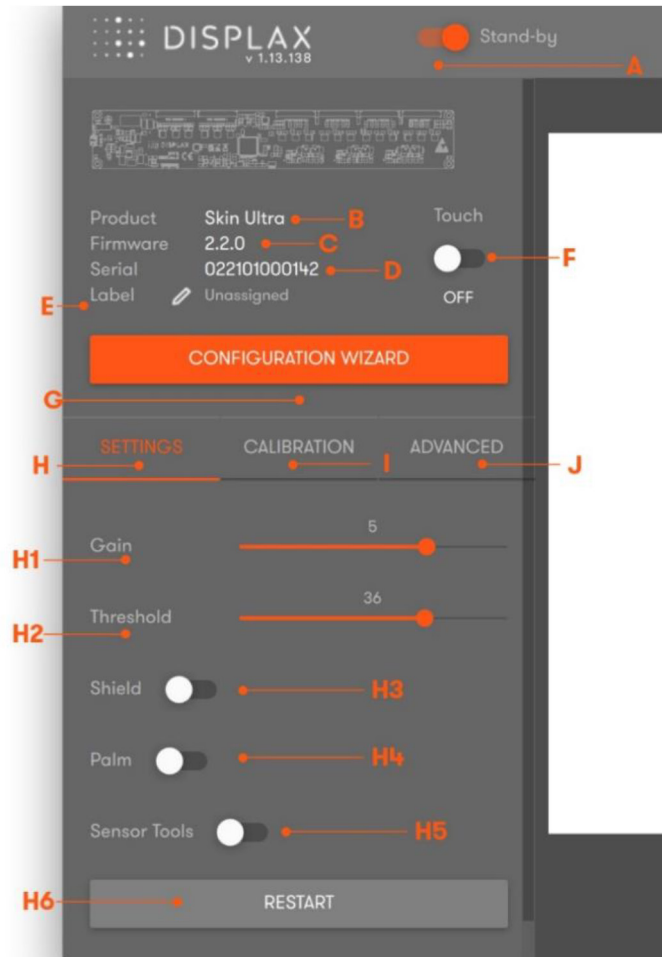 DISPLAX
v 1.13.138
Stand-by
A
DISPLAX
CE
Product Skin Ultra B
Touch
Firmware 2.2.0 C
F
Serial 022101000142 D
E Label Unassigned
OFF
CONFIGURATION WIZARD
G
SETTINGS CALIBRATION ADVANCED
H I J
5
Gain
H1
36
Threshold
H2
Shield H3
Palm H4
Sensor Tools H5
H6 RESTART